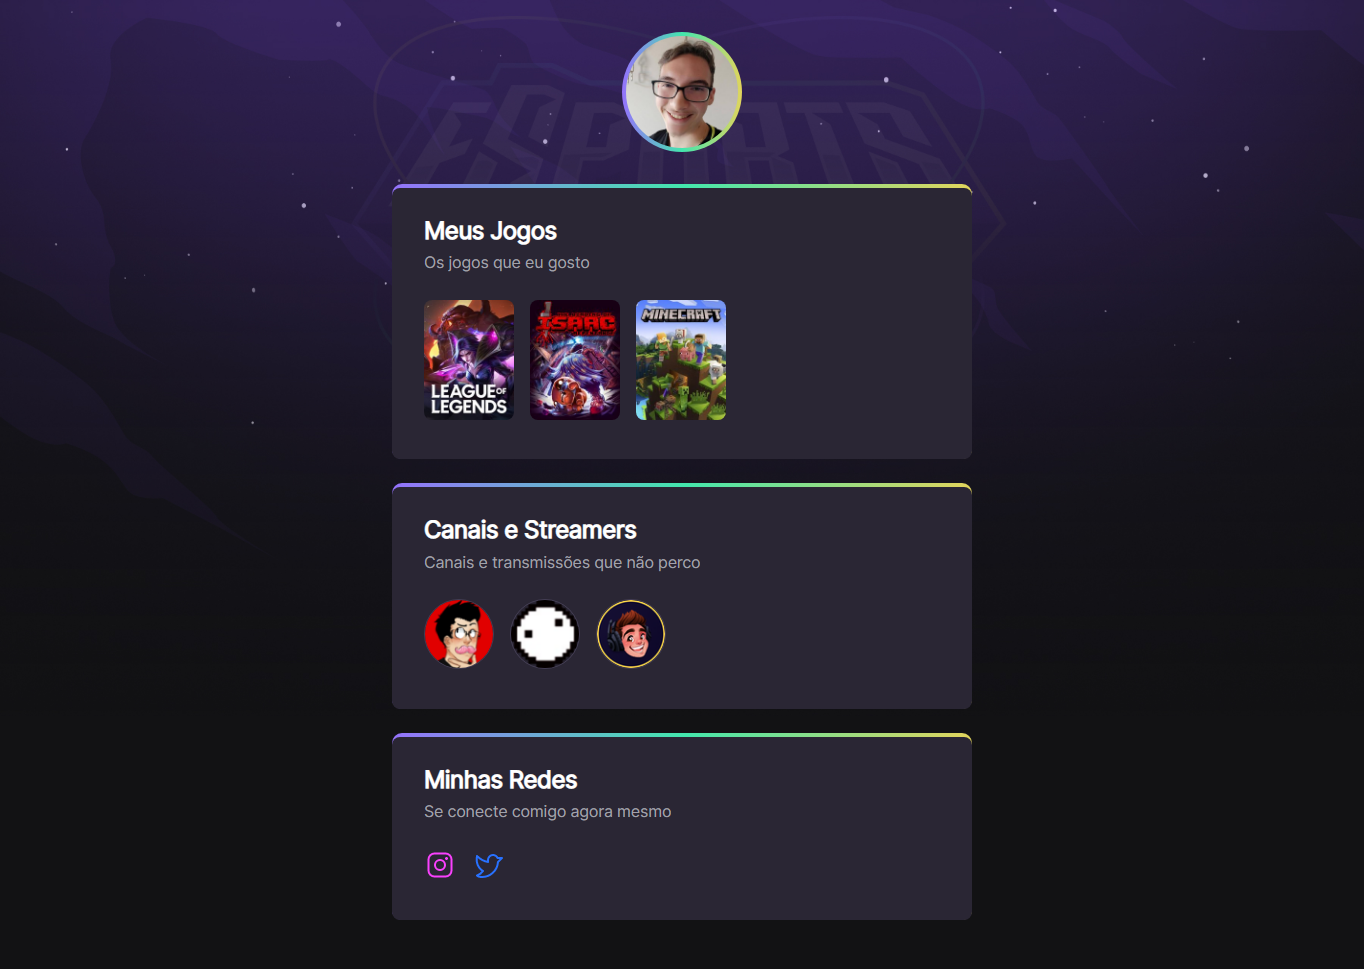 ESPORTS
Meus Jogos
Os jogos que eu gosto
LEAGUE OF
LEGENDS
ISAAC
MINECRAFT
Canais e Streamers
Canais e transmissões que não perco
Minhas Redes
Se conecte comigo agora mesmo